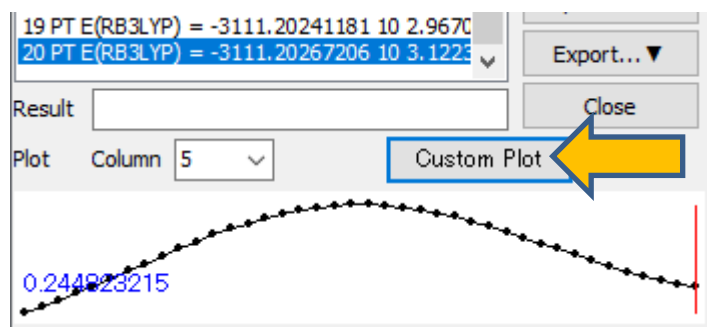 19 PT E(RB3LYP) = -3111.20241181 10 2.9670
20 PT E(RB3LYP) = -3111.20267206 10 3.1223
Export...▼
Result
Close
Plot Column 5 Custom Plot
0.244823215